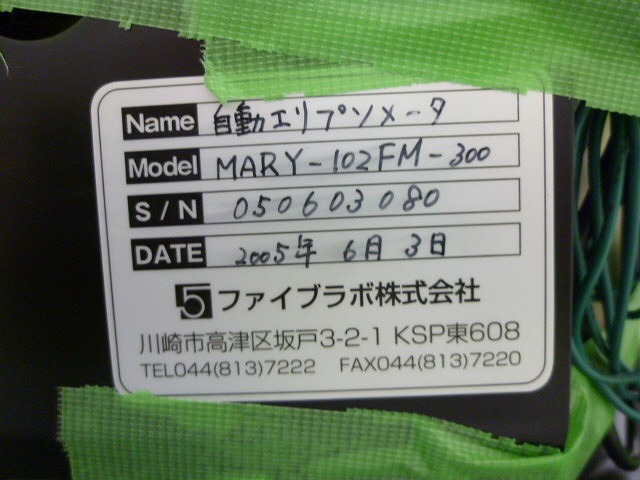 Name 自動エリプソメータ
Model MARY-102FM-300
S/N 050603080
DATE 2005年 6月 3日
5 ファイブラボ株式会社
川崎市高津区坂戸3-2-1 KSP東608
TEL044(813)7222 FAX044(813)7220